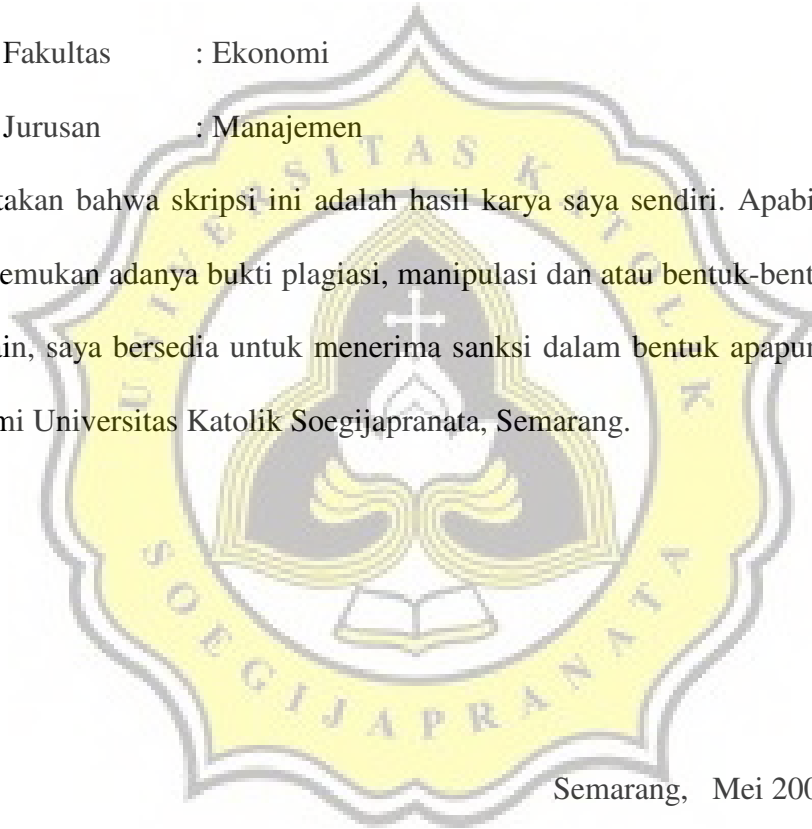 Fakultas : Ekonomi
Jurusan : Manajemen
takan bahwa skripsi ini adalah hasil karya saya sendiri. Apabi
emukan adanya bukti plagiasi, manipulasi dan atau bentuk-bent
ain, saya bersedia untuk menerima sanksi dalam bentuk apapun
mi Universitas Katolik Soegijapranata, Semarang.
UNIVERSITAS KATOLIK
SOEGIJAPRANATA
Semarang, Mei 200